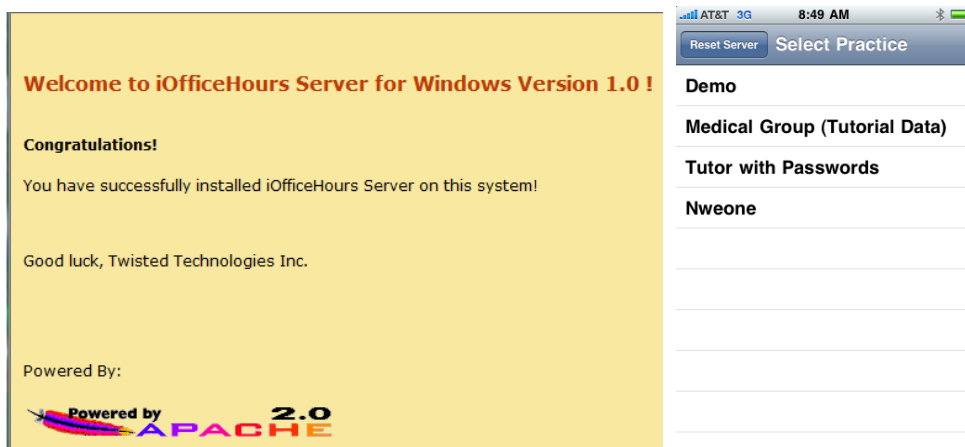 Welcome to iOfficeHours Server for Windows Version 1.0 !
Congratulations!
You have successfully installed iOfficeHours Server on this system!
Good luck, Twisted Technologies Inc.
Powered By:
Powered by 2.0
APACHE
AT&T 3G 8:49 AM
Reset Server Select Practice
Demo
Medical Group (Tutorial Data)
Tutor with Passwords
Nweone